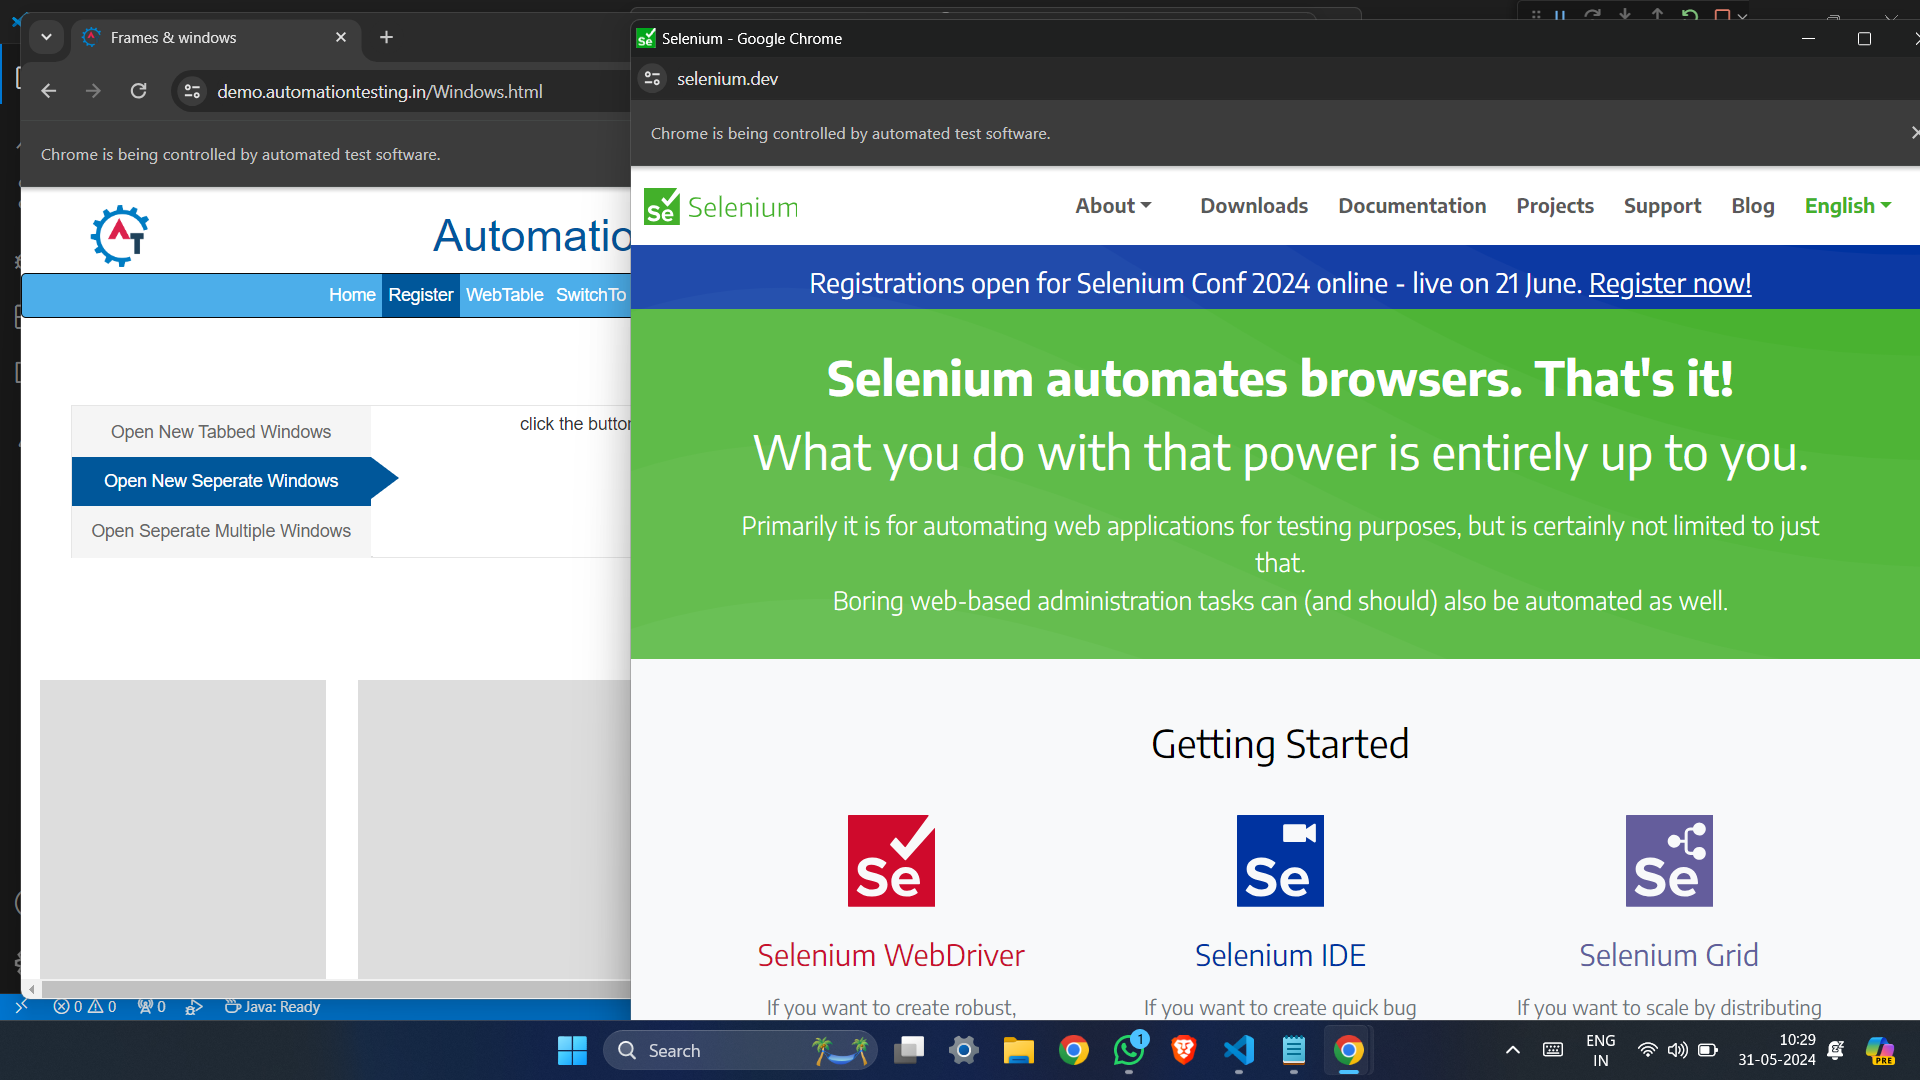 Frames & windows
demo.automationtesting.in/Windows.html
Chrome is being controlled by automated test software.
AT
Automatio
Home Register WebTable SwitchTo
Open New Tabbed Windows
Open New Seperate Windows
Open Seperate Multiple Windows
click the button
Selenium - Google Chrome
selenium.dev
Chrome is being controlled by automated test software.
Se Selenium
About Downloads Documentation Projects Support Blog English
Registrations open for Selenium Conf 2024 online - live on 21 June. Register now!
Selenium automates browsers. That's it!
What you do with that power is entirely up to you.
Primarily it is for automating web applications for testing purposes, but is certainly not limited to just
that.
Boring web-based administration tasks can (and should) also be automated as well.
Getting Started
Se Se Se
Selenium WebDriver Selenium IDE Selenium Grid
If you want to create robust, If you want to create quick bug If you want to scale by distributing
0 0 0 Java: Ready
Search
1
ENG
IN
10:29
31-05-2024
PRE